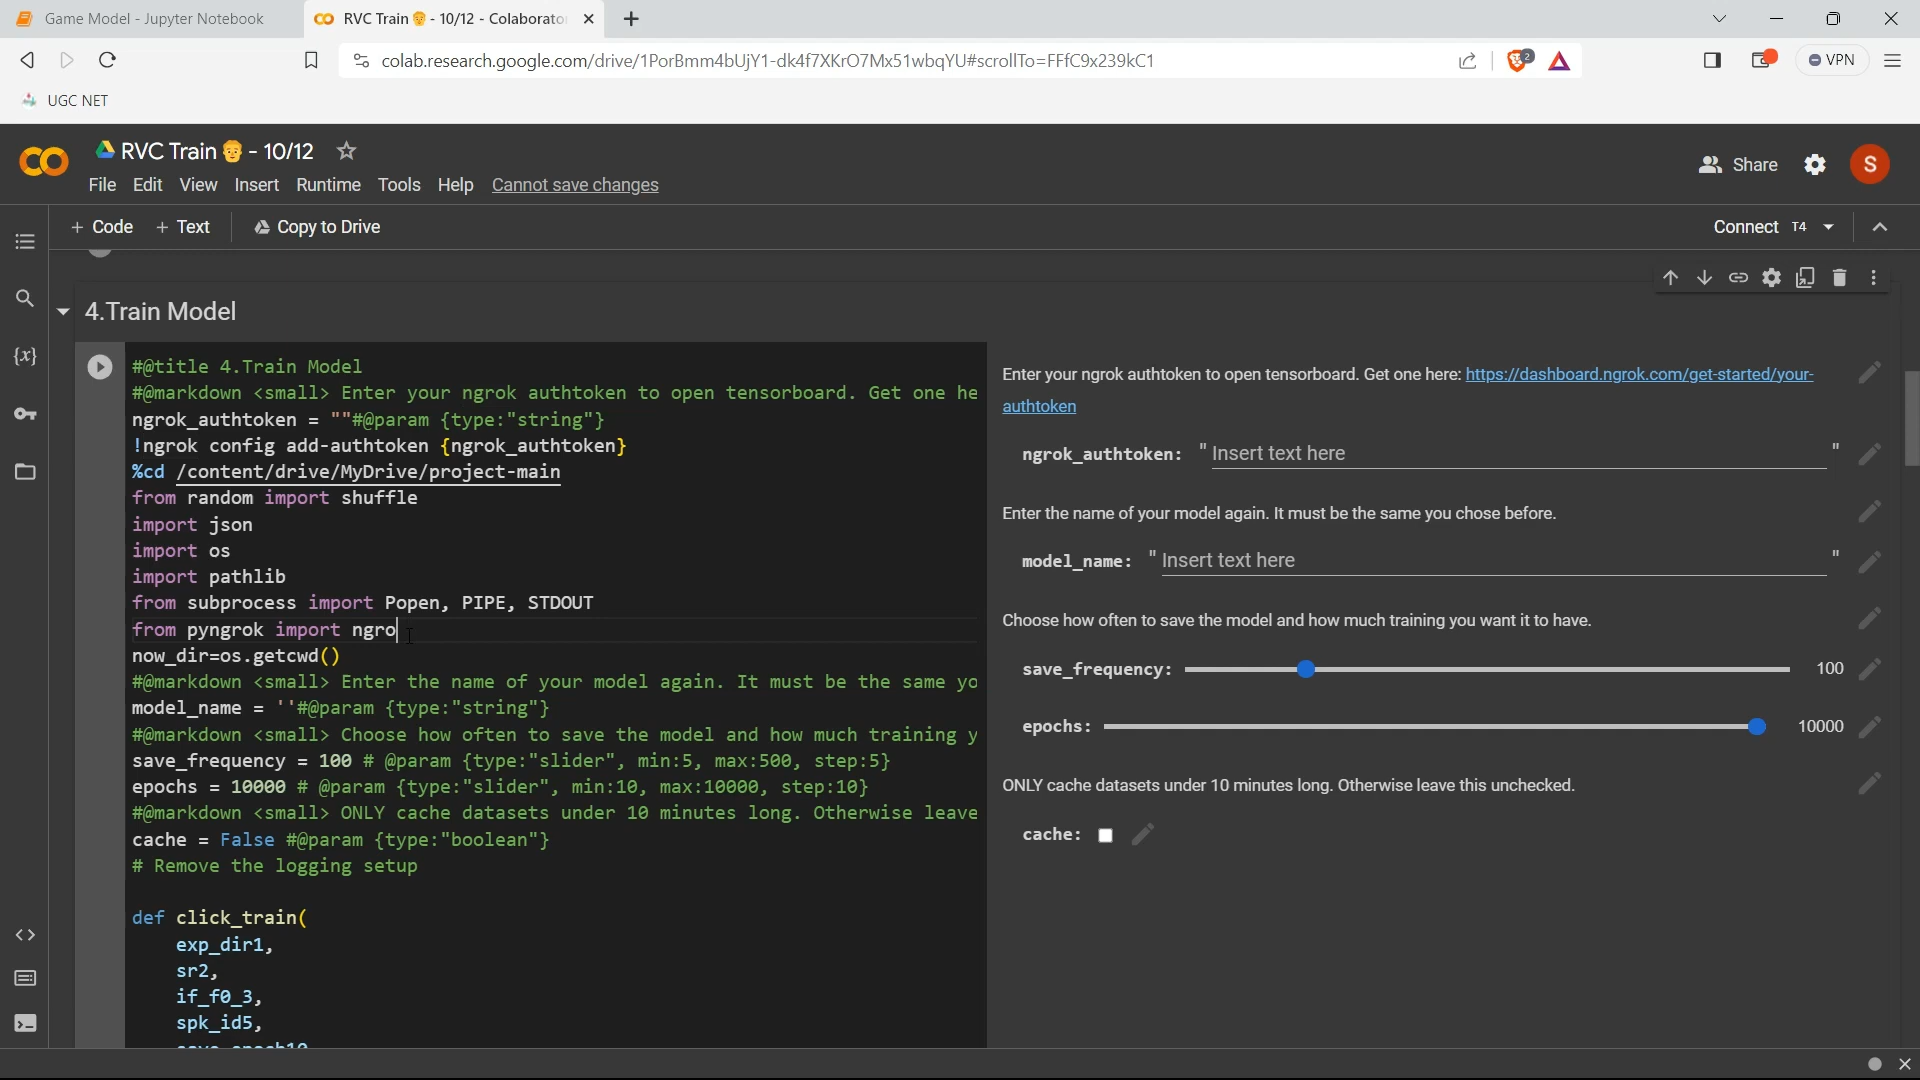 Game Model - Jupyter Notebook
RVC Train 👨‍🦳 - 10/12 - Colaborato
colab.research.google.com/drive/1PorBmm4bUjY1-dk4f7XKrO7Mx51wbqYU#scrollTo=FFfC9x239kC1
2
VPN
UGC NET
RVC Train 👨‍🦳 - 10/12
File Edit View Insert Runtime Tools Help Cannot save changes
Share
S
+ Code + Text Copy to Drive
Connect T4
4.Train Model
#@title 4.Train Model
#@markdown <small> Enter your ngrok authtoken to open tensorboard. Get one he
ngrok_authtoken = ""#@param {type:"string"}
!ngrok config add-authtoken {ngrok_authtoken}
%cd /content/drive/MyDrive/project-main
from random import shuffle
import json
import os
import pathlib
from subprocess import Popen, PIPE, STDOUT
from pyngrok import ngro
now_dir=os.getcwd()
#@markdown <small> Enter the name of your model again. It must be the same yo
model_name = ''#@param {type:"string"}
#@markdown <small> Choose how often to save the model and how much training y
save_frequency = 100 # @param {type:"slider", min:5, max:500, step:5}
epochs = 10000 # @param {type:"slider", min:10, max:10000, step:10}
#@markdown <small> ONLY cache datasets under 10 minutes long. Otherwise leave
cache = False #@param {type:"boolean"}
# Remove the logging setup
def click_train(
exp_dir1,
sr2,
if_f0_3,
spk_id5,
save_epoch10,
Enter your ngrok authtoken to open tensorboard. Get one here: https://dashboard.ngrok.com/get-started/your-
authtoken
ngrok_authtoken: "Insert text here"
Enter the name of your model again. It must be the same you chose before.
model_name: "Insert text here"
Choose how often to save the model and how much training you want it to have.
save_frequency: 100
epochs: 10000
ONLY cache datasets under 10 minutes long. Otherwise leave this unchecked.
cache: